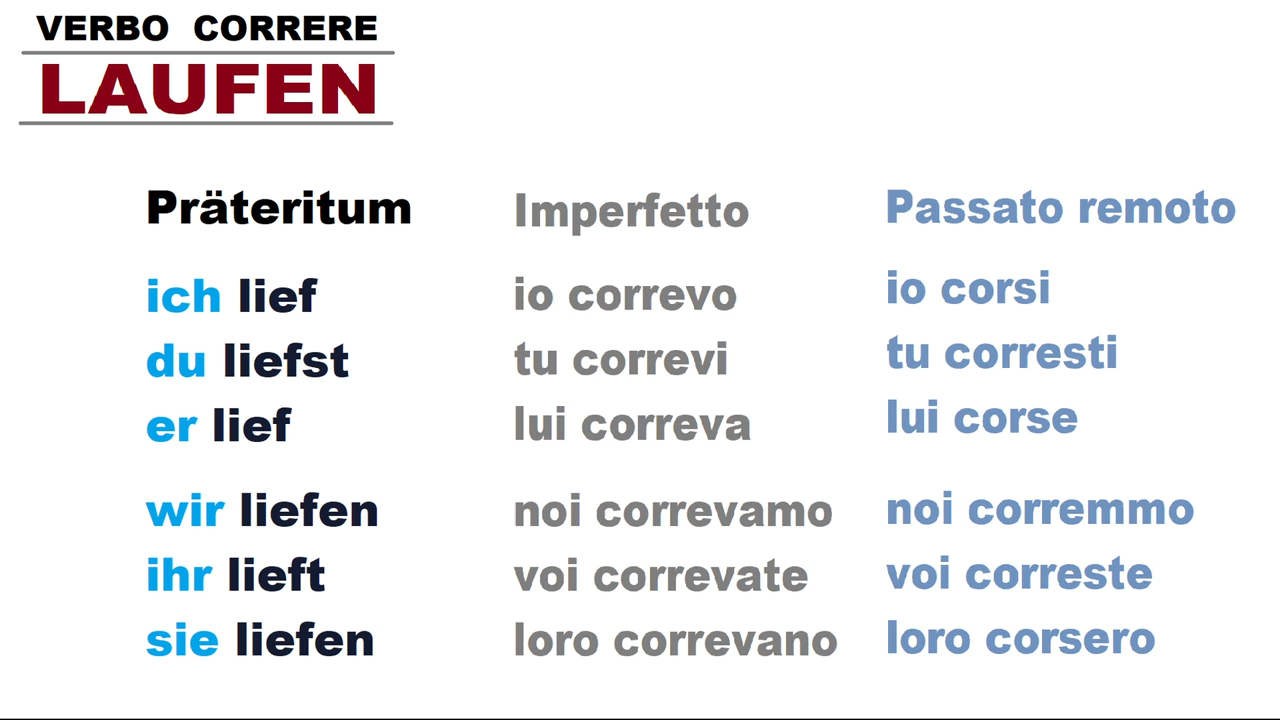 VERBO CORRERE
LAUFEN
Präteritum Imperfetto Passato remoto
ich lief io correvo io corsi
du liefst tu correvi tu corresti
er lief lui correva lui corse
wir liefen noi correvamo noi corremmo
ihr lieft voi correvate voi correste
sie liefen loro correvano loro corsero